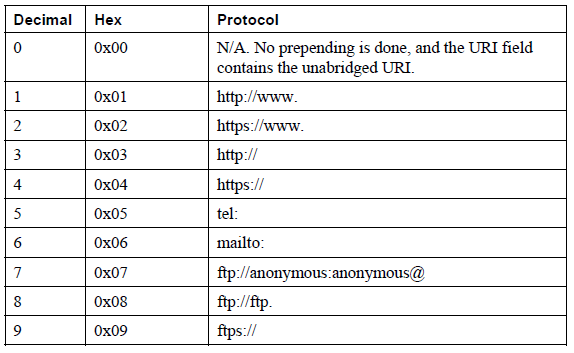 Decimal Hex Protocol
0 0x00 N/A. No prepending is done, and the URI field
contains the unabridged URI.
1 0x01 http://www.
2 0x02 https://www.
3 0x03 http://
4 0x04 https://
5 0x05 tel:
6 0x06 mailto:
7 0x07 ftp://anonymous:anonymous@
8 0x08 ftp://ftp.
9 0x09 ftps://